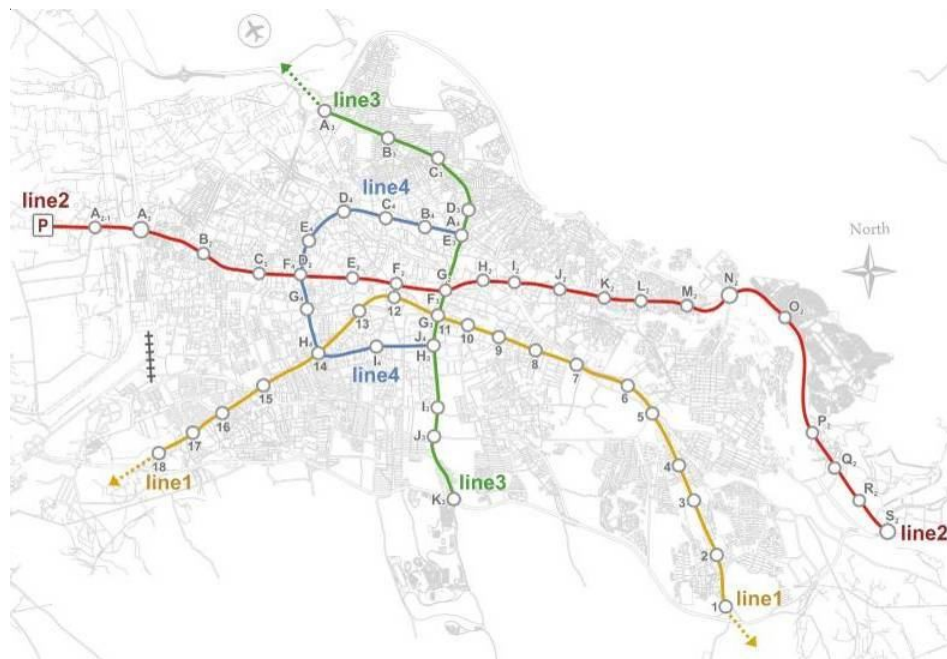 line3
A₃
B₃
C₃
line4
D₄
C₄
B₄
D₃
A₄
E₃
E₄
line2
P
A₂₋₁
A₂
B₂
C₂
F₄
D₂
E₂
F₂
G₂
H₂
I₂
J₂
K₂
L₂
M₂
N₂
O₂
North
G₄
13
12
F₃
G₃
11
10
9
8
7
6
5
H₄
14
I₄
J₄
H₃
line4
15
16
17
18
line1
I₃
J₃
K₃
line3
4
3
2
1
line1
P₂
Q₂
R₂
S₂
line2